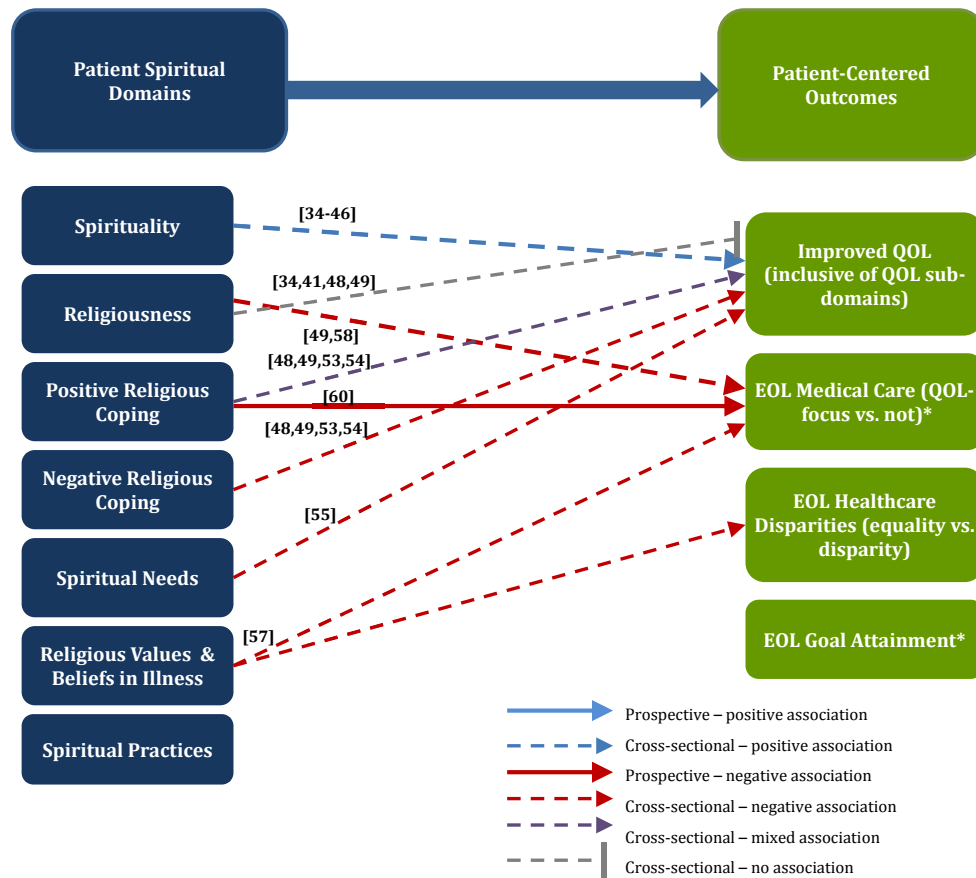 Patient Spiritual
Domains
Patient-Centered
Outcomes
Spirituality
[34-46]
Improved QOL
(inclusive of QOL sub-
domains)
Religiousness
[34,41,48,49]
[49,58]
Positive Religious
Coping
[48,49,53,54]
[60]
EOL Medical Care (QOL-
focus vs. not)*
[48,49,53,54]
Negative Religious
Coping
EOL Healthcare
Disparities (equality vs.
disparity)
[55]
Spiritual Needs
[57]
Religious Values &
Beliefs in Illness
EOL Goal Attainment*
Spiritual Practices
Prospective – positive association
Cross-sectional – positive association
Prospective – negative association
Cross-sectional – negative association
Cross-sectional – mixed association
Cross-sectional – no association